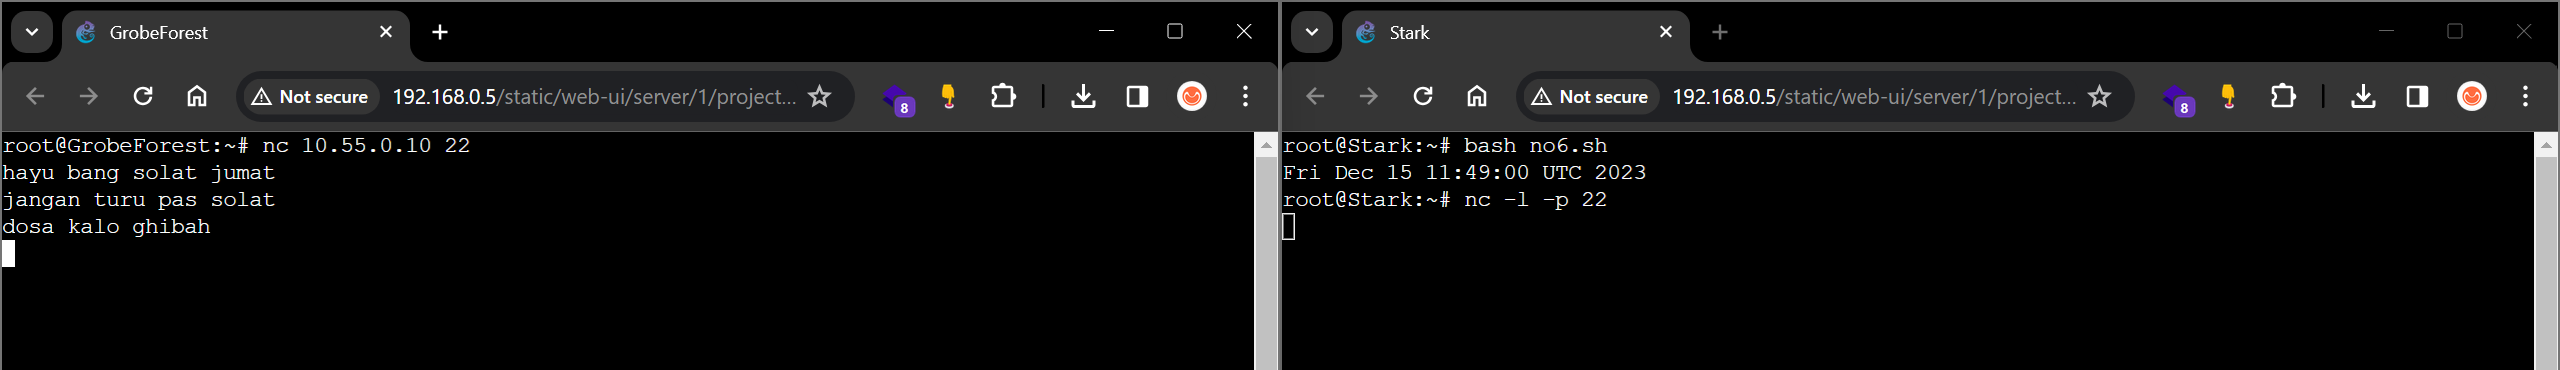 GrobeForest
Not secure 192.168.0.5/static/web-ui/server/1/project...
8
root@GrobeForest:~# nc 10.55.0.10 22
hayu bang solat jumat
jangan turu pas solat
dosa kalo ghibah
Stark
Not secure 192.168.0.5/static/web-ui/server/1/project...
8
root@Stark:~# bash no6.sh
Fri Dec 15 11:49:00 UTC 2023
root@Stark:~# nc -l -p 22